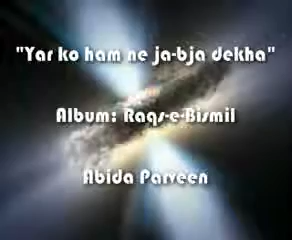 "Yar ko ham ne ja-bja dekha"
Album: Raqs-e-Bismil
Abida Parveen